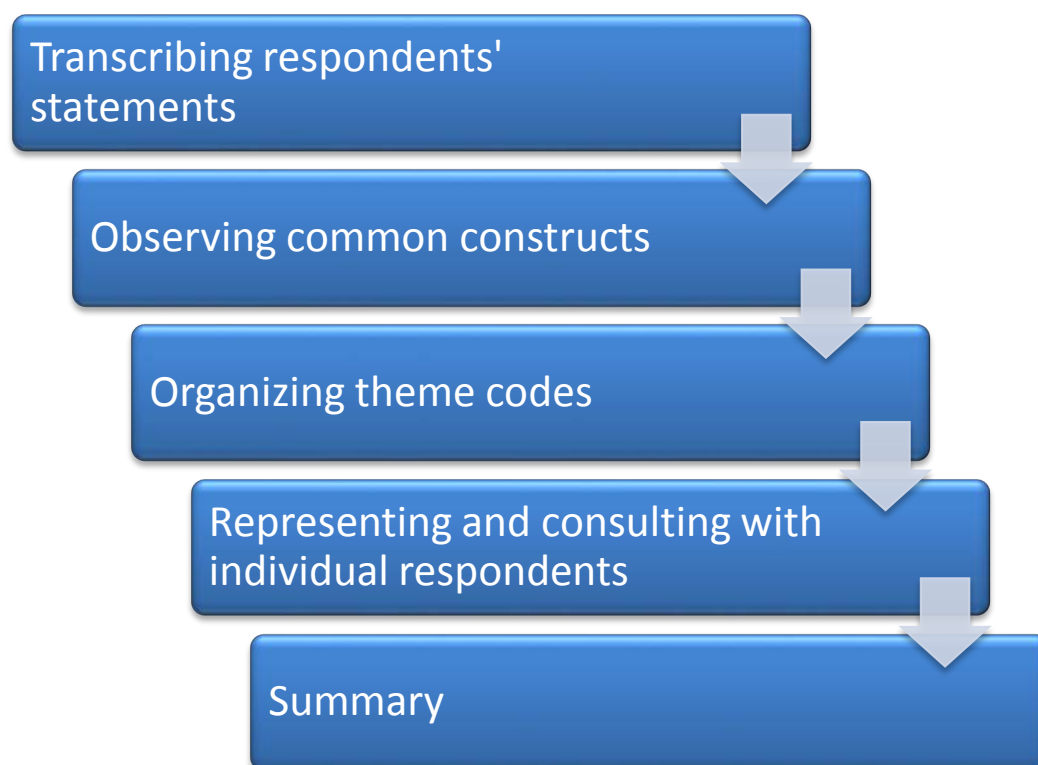 Transcribing respondents'
statements
Observing common constructs
Organizing theme codes
Representing and consulting with
individual respondents
Summary